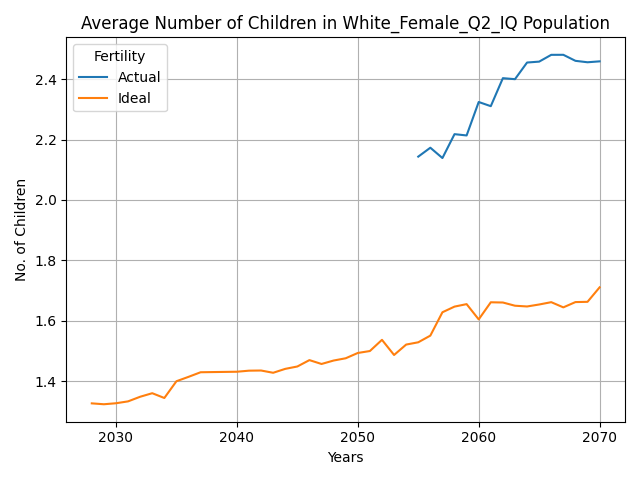 Average Number of Children in White_Female_Q2_IQ Population
Fertility
Actual
Ideal
No. of Children
2.4
2.2
2.0
1.8
1.6
1.4
2030
2040
2050
2060
2070
Years